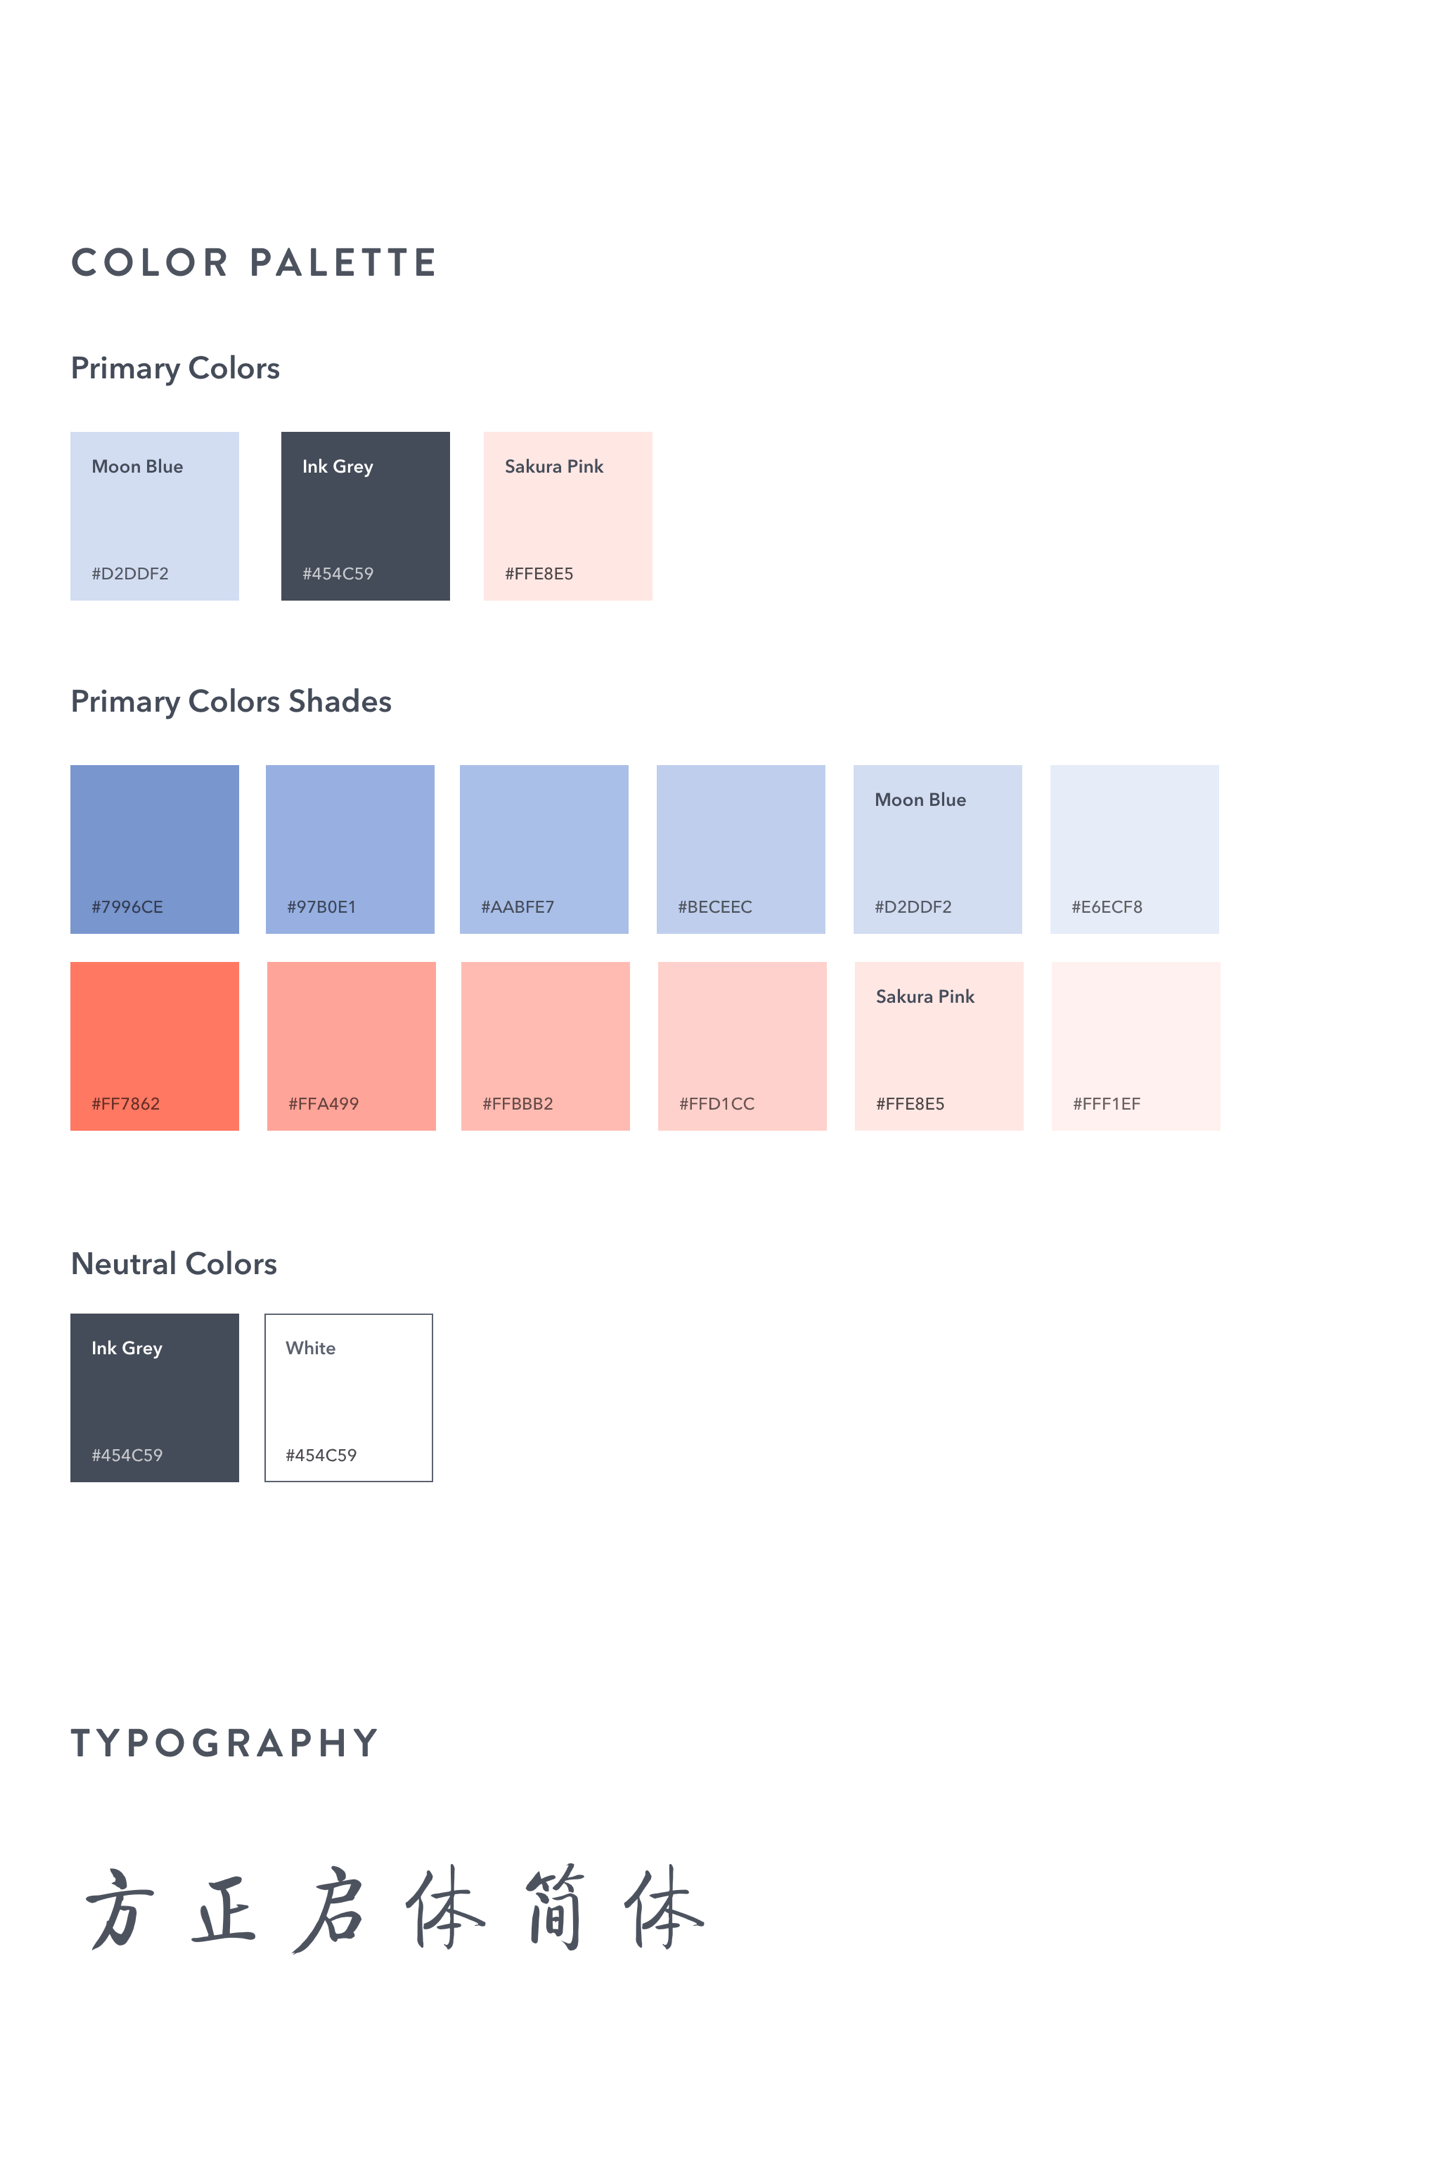 COLOR PALETTE
Primary Colors
Moon Blue
#D2DDF2
Ink Grey
#454C59
Sakura Pink
#FFE8E5
Primary Colors Shades
#7996CE
#97B0E1
#AABFE7
#BECEEC
Moon Blue
#D2DDF2
#E6ECF8
#FF7862
#FFA499
#FFBBB2
#FFD1CC
Sakura Pink
#FFE8E5
#FFF1EF
Neutral Colors
Ink Grey
#454C59
White
#454C59
TYPOGRAPHY
方正启体简体